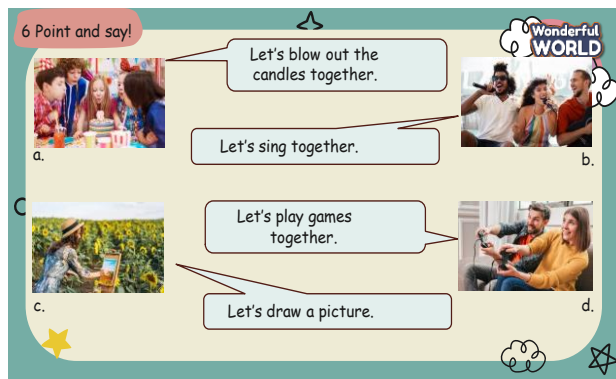 6 Point and say!
Wonderful
WORLD
Let's blow out the
candles together.
a.
Let's sing together.
b.
Let's play games
together.
c.
Let's draw a picture.
d.